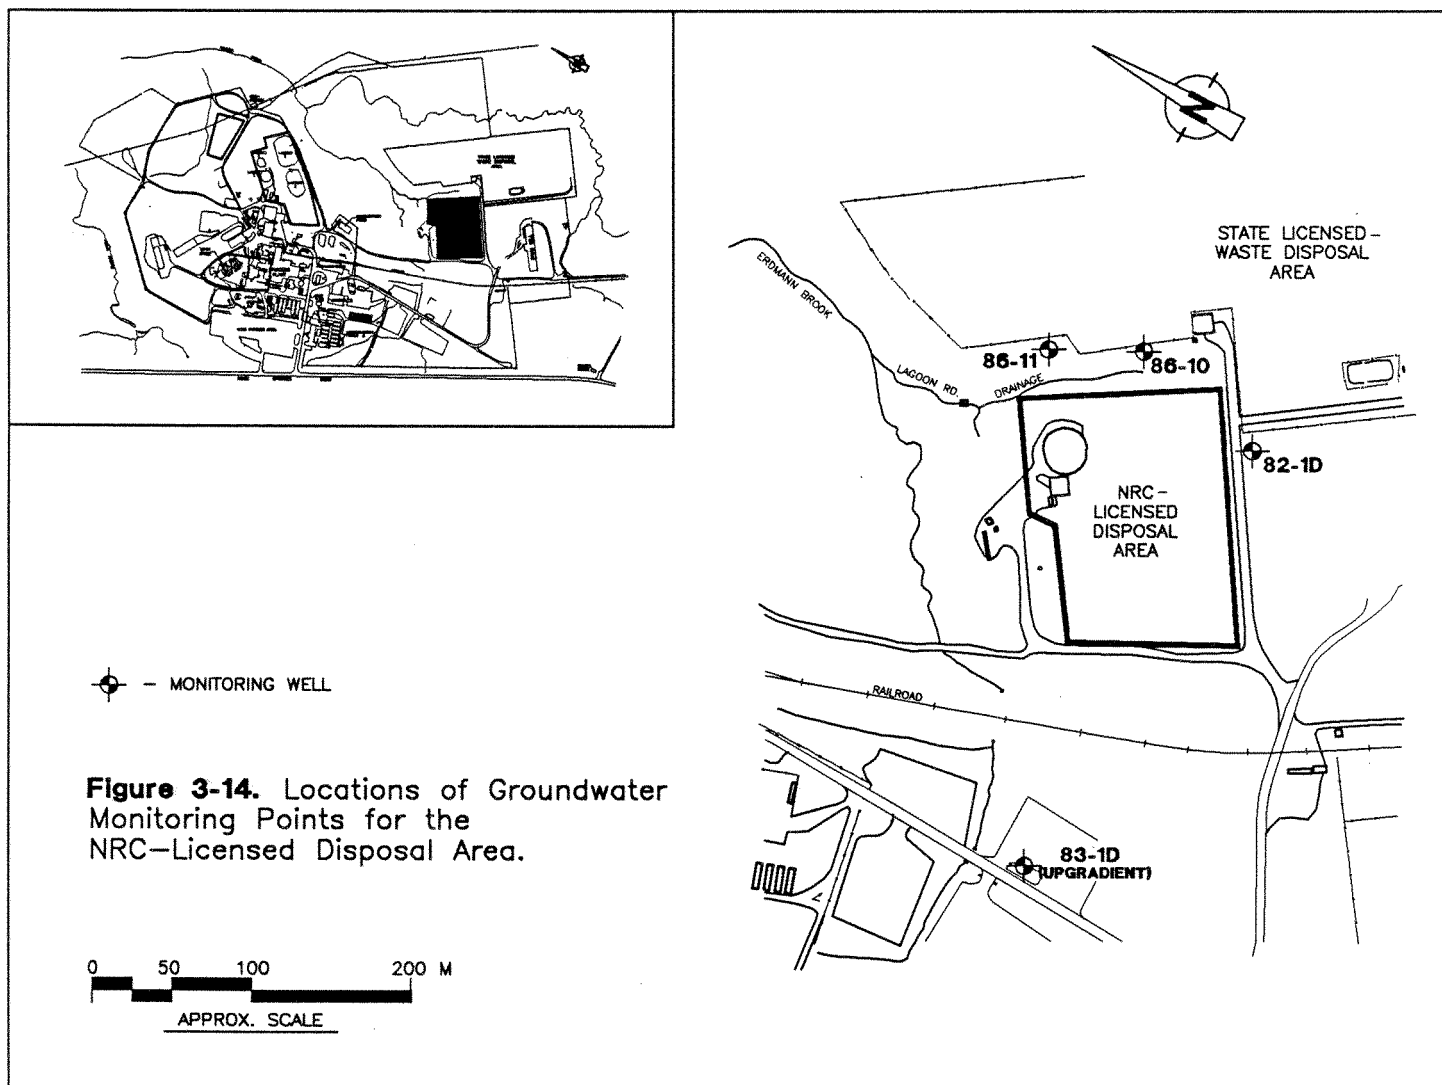 N
STATE LICENSED-
WASTE DISPOSAL
AREA
ERDMANN BROOK
86-11
86-10
LAGOON RD.
DRAINAGE
82-1D
NRC-
LICENSED
DISPOSAL
AREA
RAILROAD
83-1D
(UPGRADIENT)
- MONITORING WELL
Figure 3-14. Locations of Groundwater
Monitoring Points for the
NRC-Licensed Disposal Area.
0 50 100 200 M
APPROX. SCALE